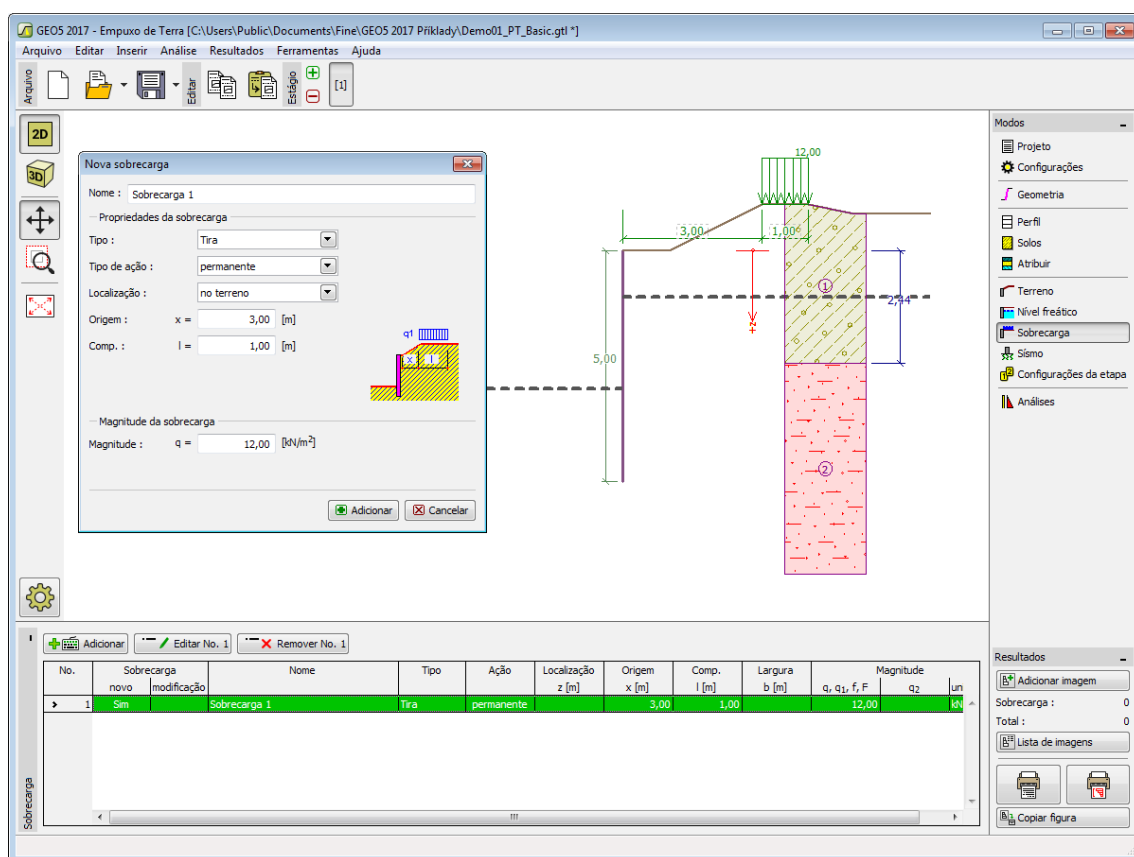 GEO5 2017 - Empuxo de Terra [C:\Users\Public\Documents\Fine\GEO5 2017 Příklady\Demo01_PT_Basic.gtl *]
Arquivo Editar Inserir Análise Resultados Ferramentas Ajuda
Arquivo
Editar
Estágio
[1]
2D
3D
Nova sobrecarga
Nome : Sobrecarga 1
Propriedades da sobrecarga
Tipo : Tira
Tipo de ação : permanente
Localização : no terreno
Origem : x = 3,00 [m]
Comp. : l = 1,00 [m]
q1
x l
Magnitude da sobrecarga
Magnitude : q = 12,00 [kN/m²]
Adicionar Cancelar
12,00
3,00 1,00
1
2,44
+z
5,00
2
Modos
Projeto
Configurações
Geometria
Perfil
Solos
Atribuir
Terreno
Nível freático
Sobrecarga
Sísmo
Configurações da etapa
Análises
Adicionar Editar No. 1 Remover No. 1
No. Sobrecarga Nome Tipo Ação Localização Origem Comp. Largura Magnitude
novo modificação z [m] x [m] l [m] b [m] q, q₁, f, F q₂ un
1 Sim Sobrecarga 1 Tira permanente 3,00 1,00 12,00 kN
Sobrecarga
Resultados
Adicionar imagem
Sobrecarga : 0
Total : 0
Lista de imagens
Copiar figura